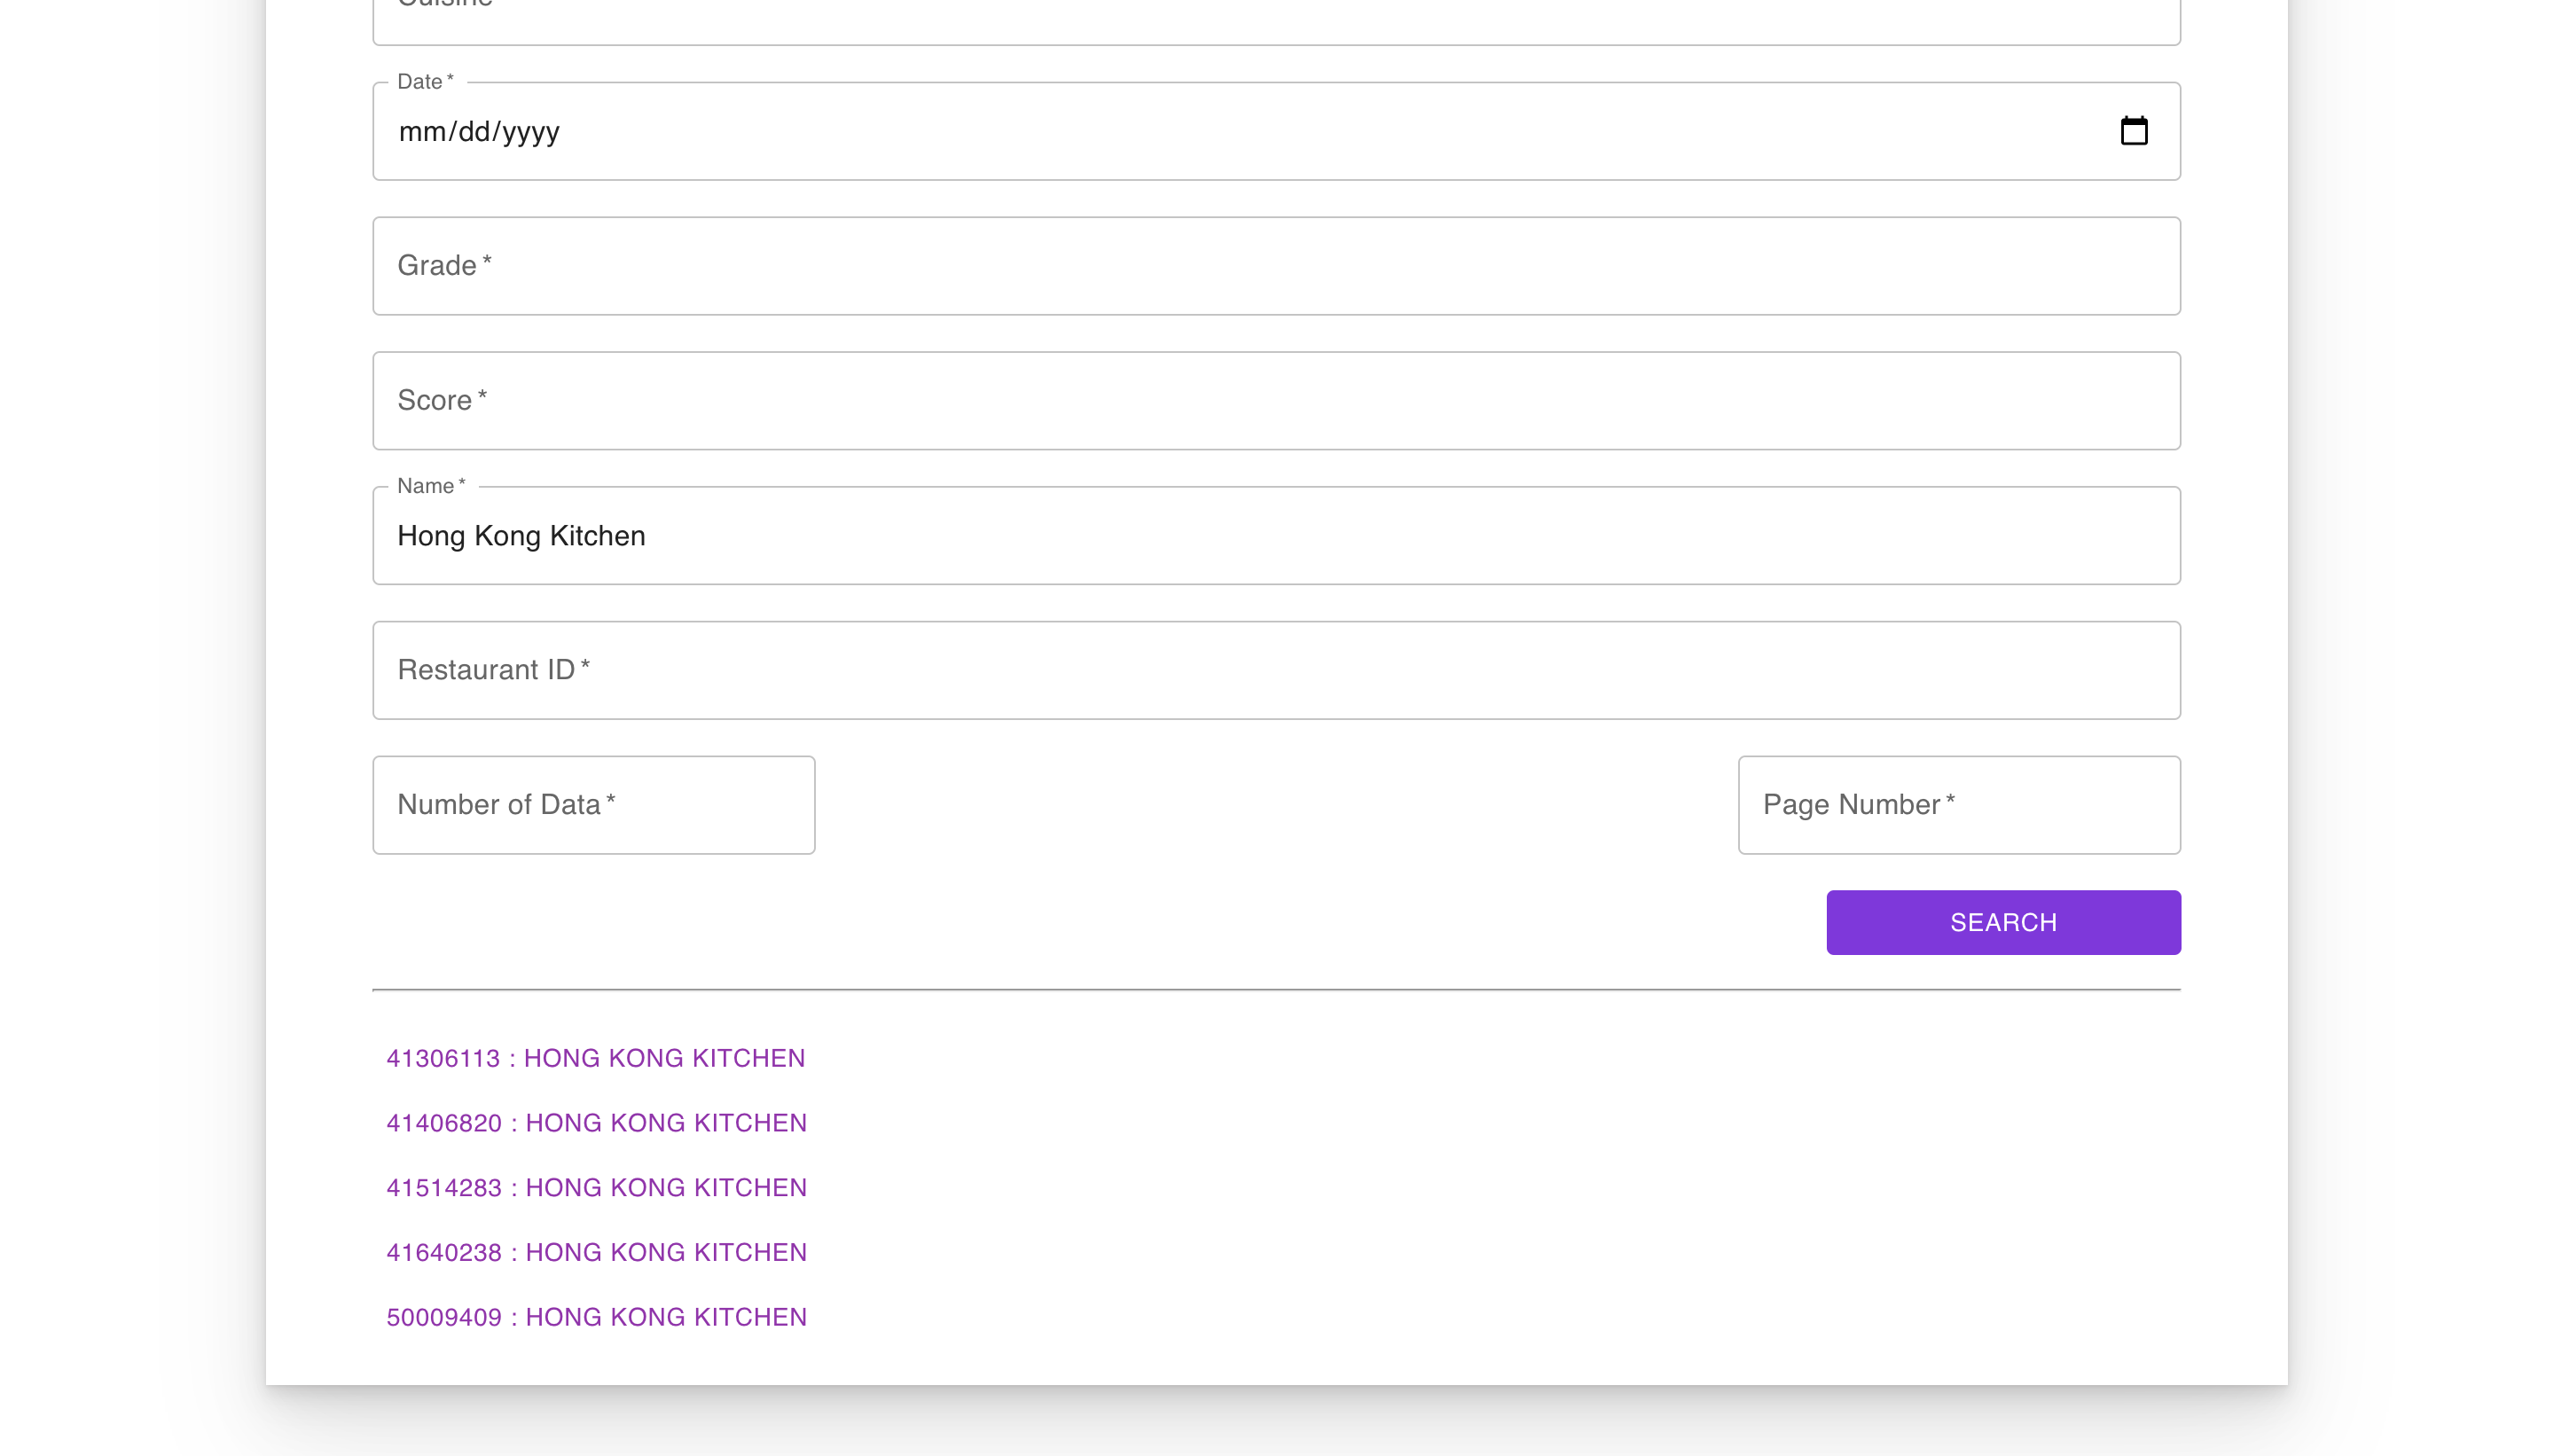 Cuisine
Date *
mm/dd/yyyy
Grade *
Score *
Name *
Hong Kong Kitchen
Restaurant ID *
Number of Data *
Page Number *
SEARCH
41306113 : HONG KONG KITCHEN
41406820 : HONG KONG KITCHEN
41514283 : HONG KONG KITCHEN
41640238 : HONG KONG KITCHEN
50009409 : HONG KONG KITCHEN